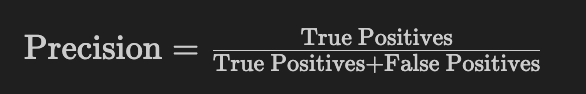 Precision = True Positives / True Positives+False Positives